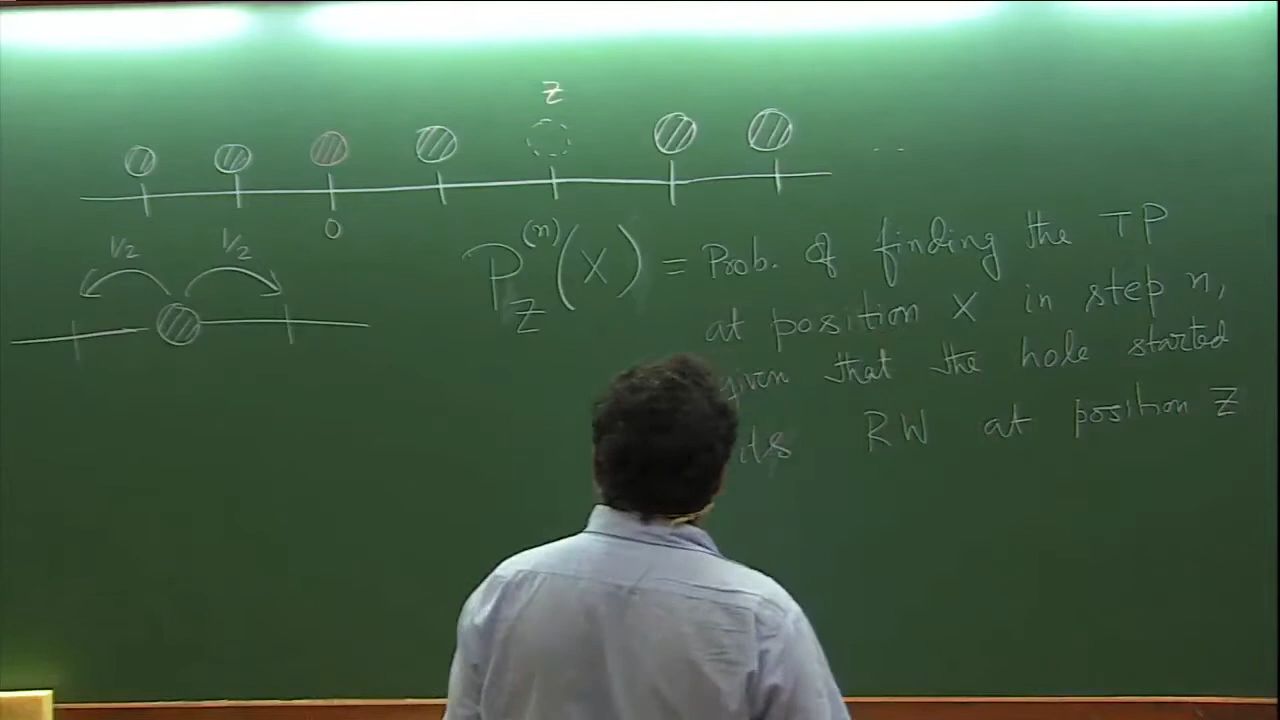 Z
...
0
1/2 1/2
P_Z^{(n)}(X) = Prob. of finding the TP
at position X in step n,
given that the hole started
its RW at position Z